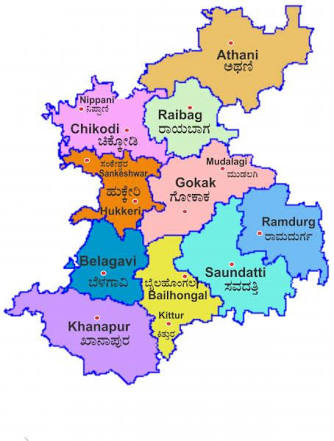 Athani
ಅಥಣಿ
Nippani
ನಿಪ್ಪಾಣಿ
Chikodi
ಚಿಕ್ಕೋಡಿ
Raibag
ರಾಯಬಾಗ
Mudalagi
ಮುಡಲಗಿ
ಸಂಕೇಶ್ವರ
Sankeshwar
ಹುಕ್ಕೇರಿ
Hukkeri
Gokak
ಗೋಕಾಕ
Ramdurg
ರಾಮದುರ್ಗ
Belagavi
ಬೆಳಗಾವಿ
ಬೈಲಹೊಂಗಲ
Bailhongal
Saundatti
ಸವದತ್ತಿ
Kittur
ಕಿತ್ತುರ
Khanapur
ಖಾನಾಪುರ